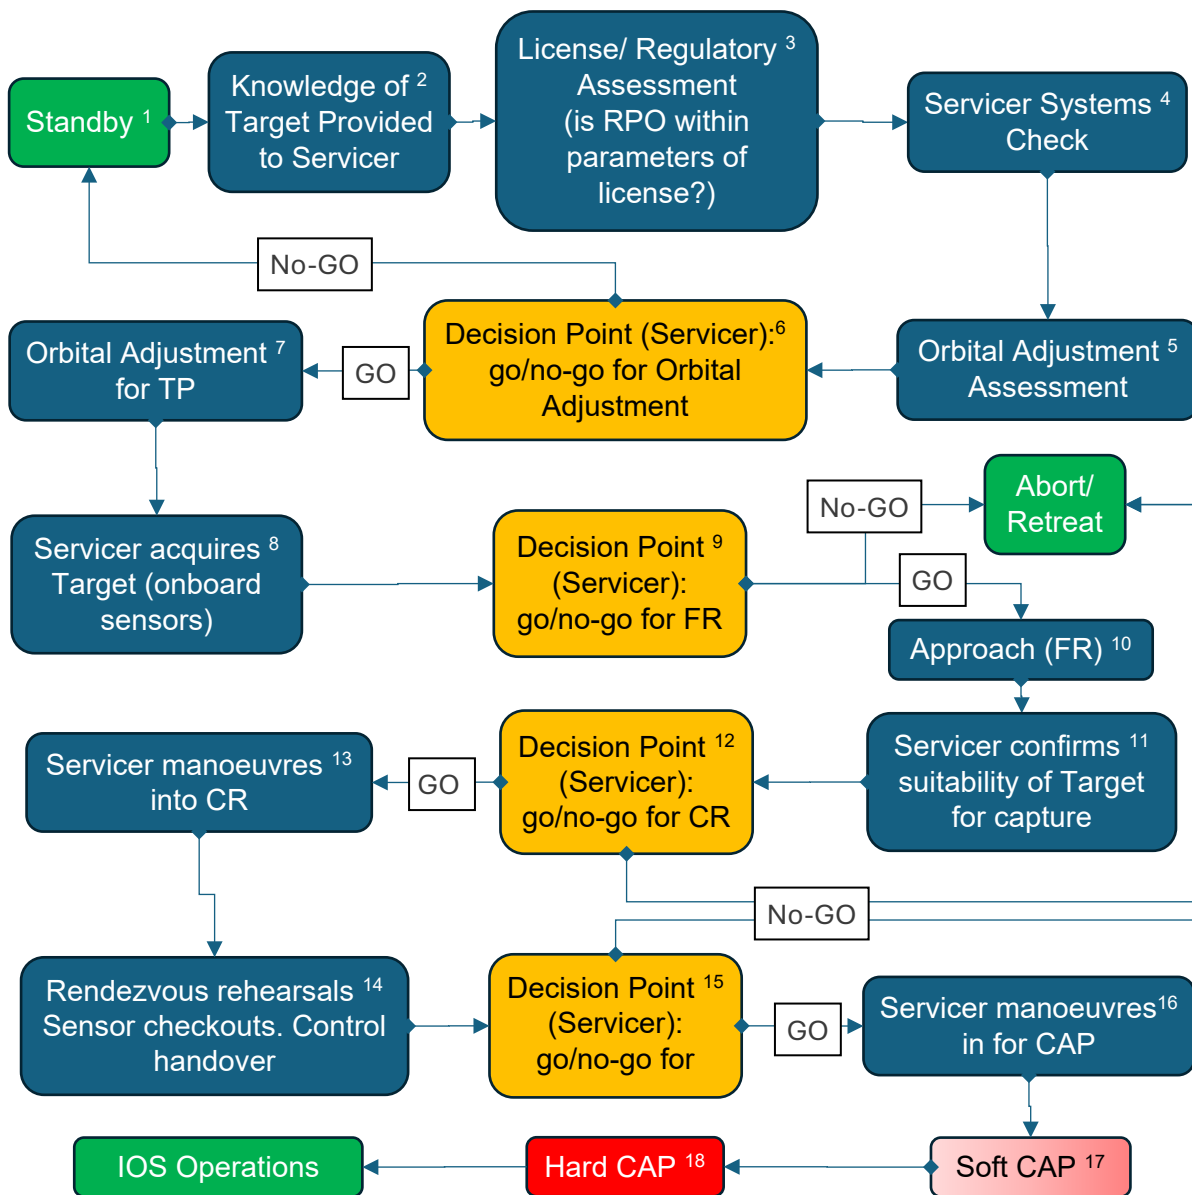 Standby 1
Knowledge of 2
Target Provided
to Servicer
License/ Regulatory 3
Assessment
(is RPO within
parameters of
license?)
Servicer Systems 4
Check
No-GO
Orbital Adjustment 7
for TP
GO
Decision Point (Servicer): 6
go/no-go for Orbital
Adjustment
Orbital Adjustment 5
Assessment
No-GO
Abort/
Retreat
Servicer acquires 8
Target (onboard
sensors)
Decision Point 9
(Servicer):
go/no-go for FR
GO
Approach (FR) 10
Servicer manoeuvres 13
into CR
GO
Decision Point 12
(Servicer):
go/no-go for CR
Servicer confirms 11
suitability of Target
for capture
No-GO
Rendezvous rehearsals 14
Sensor checkouts. Control
handover
Decision Point 15
(Servicer):
go/no-go for
GO
Servicer manoeuvres 16
in for CAP
IOS Operations
Hard CAP 18
Soft CAP 17